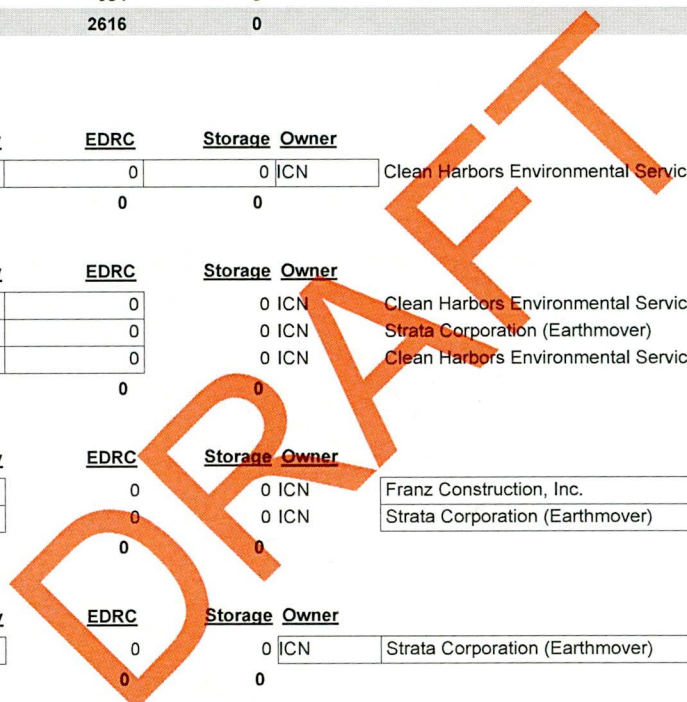 2616 0
EDRC Storage Owner
0 0 ICN Clean Harbors Environmental Servic
0 0
EDRC Storage Owner
0 0 ICN Clean Harbors Environmental Servic
0 0 ICN Strata Corporation (Earthmover)
0 0 ICN Clean Harbors Environmental Servic
0 0
EDRC Storage Owner
0 0 ICN Franz Construction, Inc.
0 0 ICN Strata Corporation (Earthmover)
0 0
EDRC Storage Owner
0 0 ICN Strata Corporation (Earthmover)
0 0
DRAFT